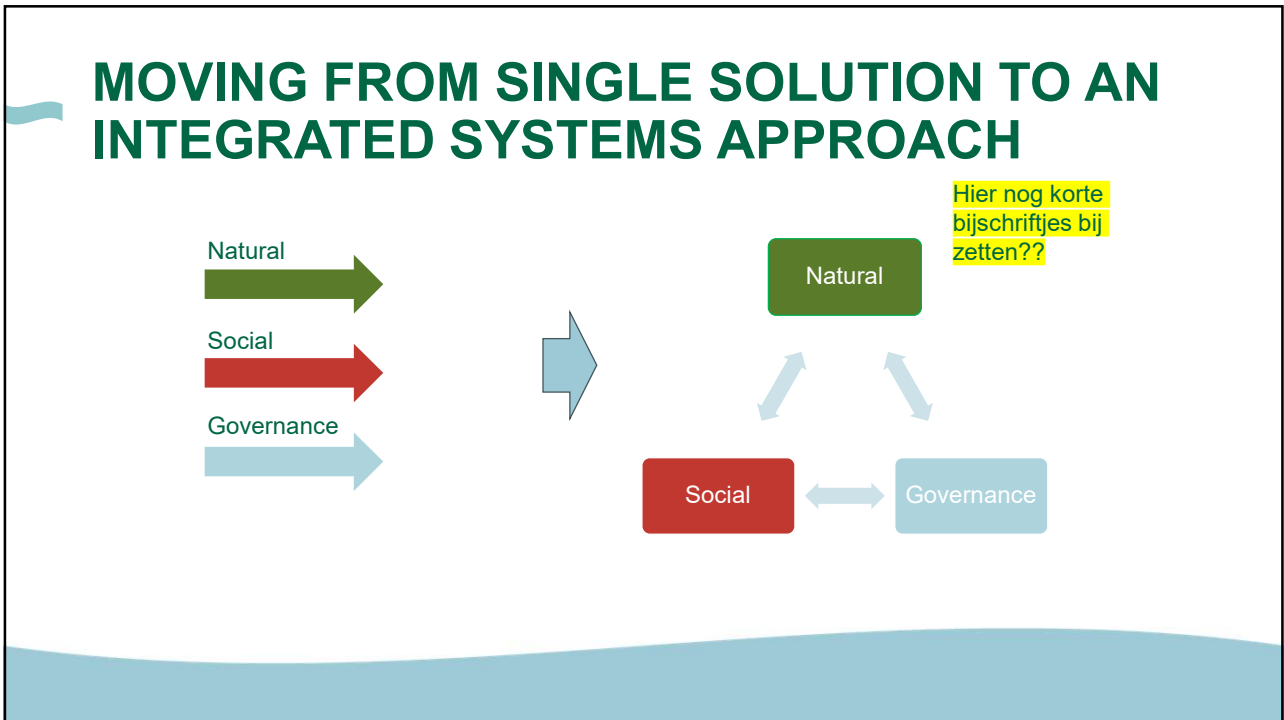 MOVING FROM SINGLE SOLUTION TO AN
INTEGRATED SYSTEMS APPROACH
Hier nog korte
bijschriftjes bij
zetten??
Natural
Social
Governance
Natural
Social
Governance